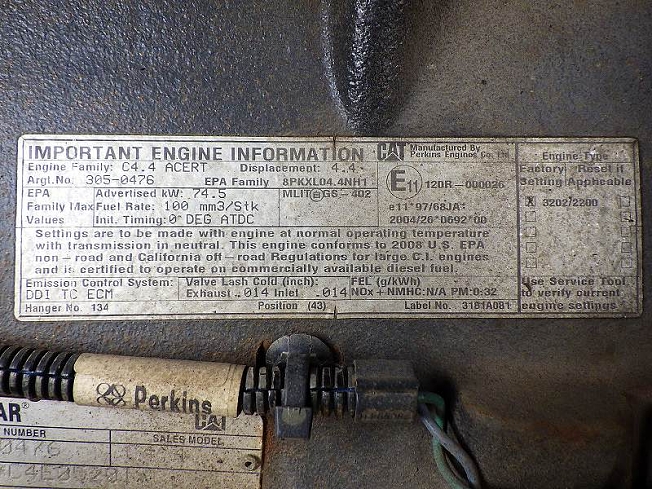 IMPORTANT ENGINE INFORMATION CAT Manufactured By Perkins Engines Co. Ltd
Engine Family: C4.4 ACERT Displacement: 4.4
Argt.No: 305-0476 EPA Family 8PKXL04.4NH1
EPA Advertised kW: 74.5 MLIT GS-402
Family Max Fuel Rate: 100 mm3/Stk
Values Init. Timing: 0° DEG ATDC
E11 120R-000026
e11*97/68JA*
2004/26*0692*00
Settings are to be made with engine at normal operating temperature
with transmission in neutral. This engine conforms to 2008 U.S. EPA
non-road and California off-road Regulations for large C.I. engines
and is certified to operate on commercially available diesel fuel.
Emission Control System: Valve Lash Cold (inch): FEL (g/kWh)
DDI TC ECM Exhaust .014 Inlet .014 NOx+NMHC:N/A PM:0.32
Hanger No. 134 Position (43) Label No. 3181A081
Engine Type
Factory Reset if
Setting Applicable
X 3202/2200
Use Service Tool
to verify current
engine settings
Perkins
CAT
AR®
NUMBER SALES MODEL
0476